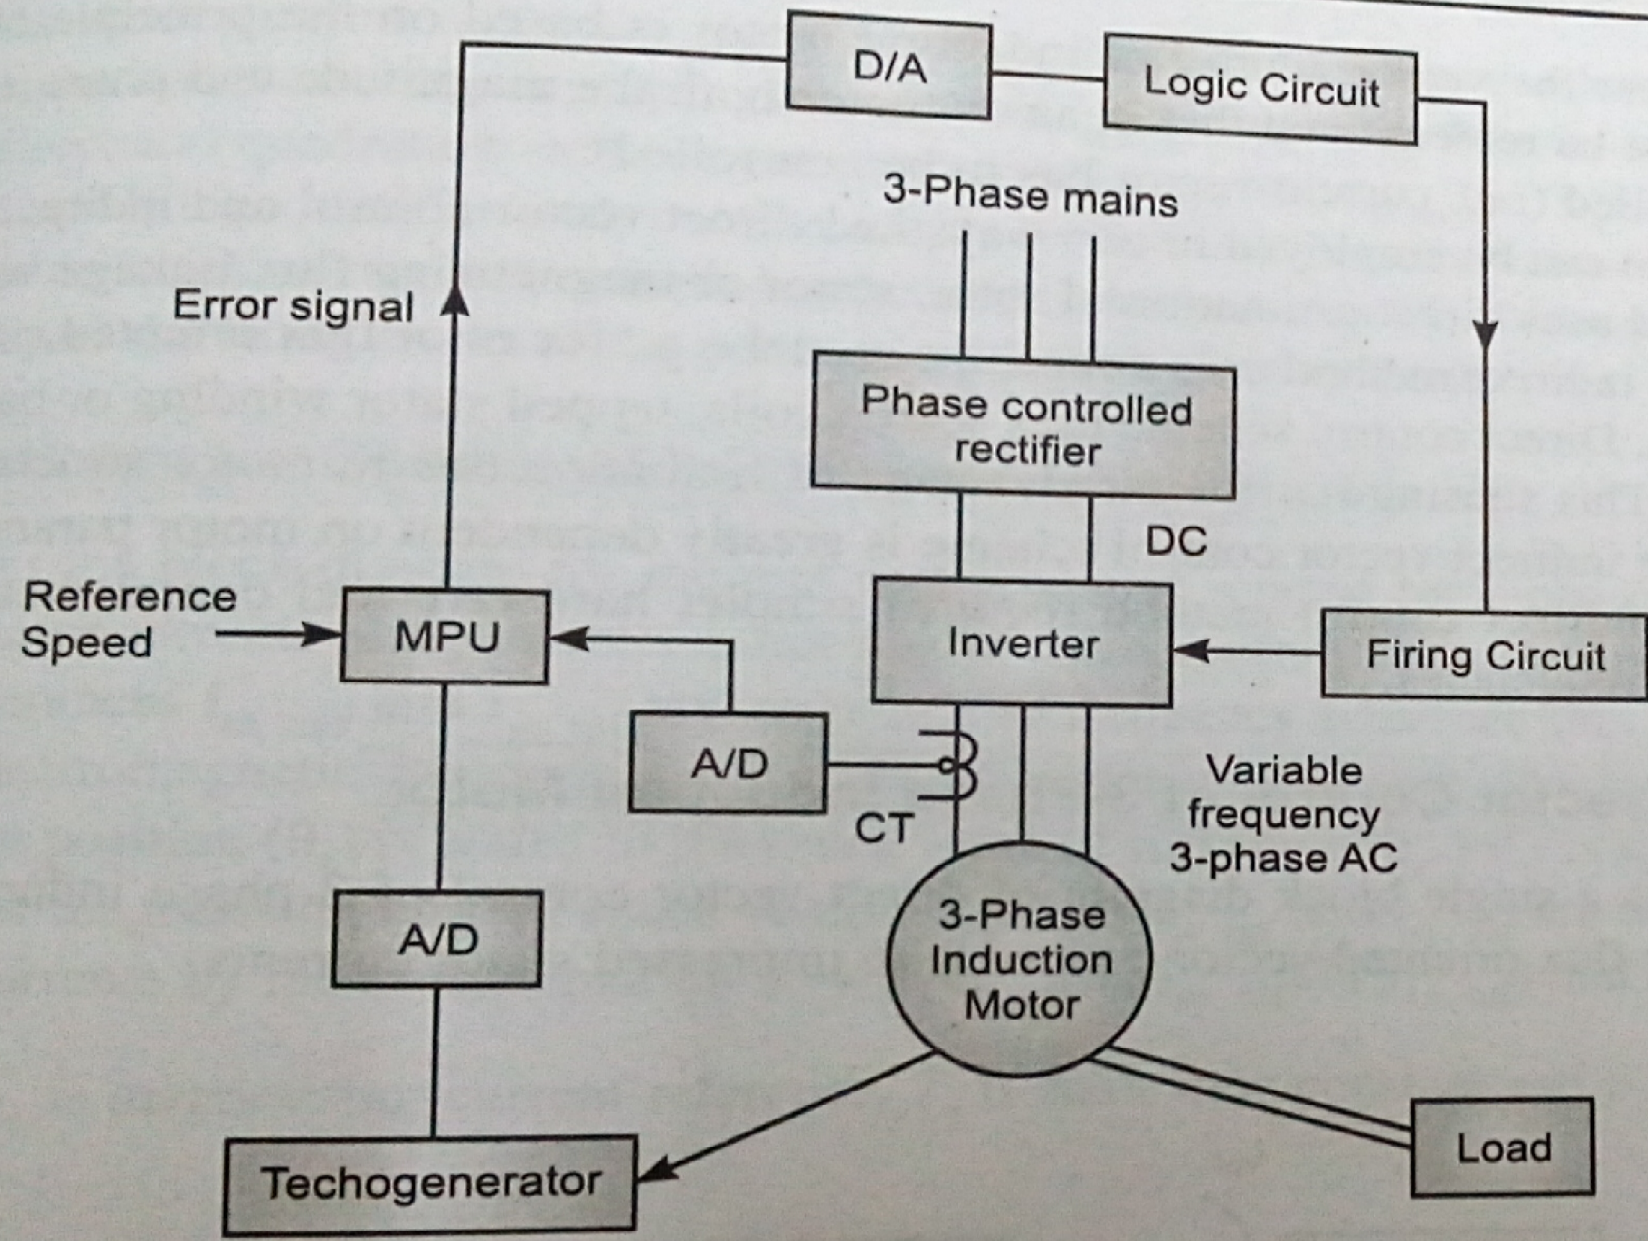 D/A
Logic Circuit
3-Phase mains
Error signal
Phase controlled
rectifier
DC
Reference
Speed
MPU
Inverter
Firing Circuit
A/D
CT
Variable
frequency
3-phase AC
A/D
3-Phase
Induction
Motor
Techogenerator
Load